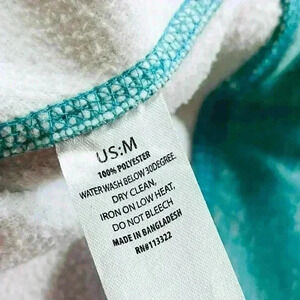 US:M
100% POLYESTER
WATER WASH BELOW 30DEGREE.
DRY CLEAN,
IRON ON LOW HEAT,
DO NOT BLEECH
MADE IN BANGLADESH
RN#113322